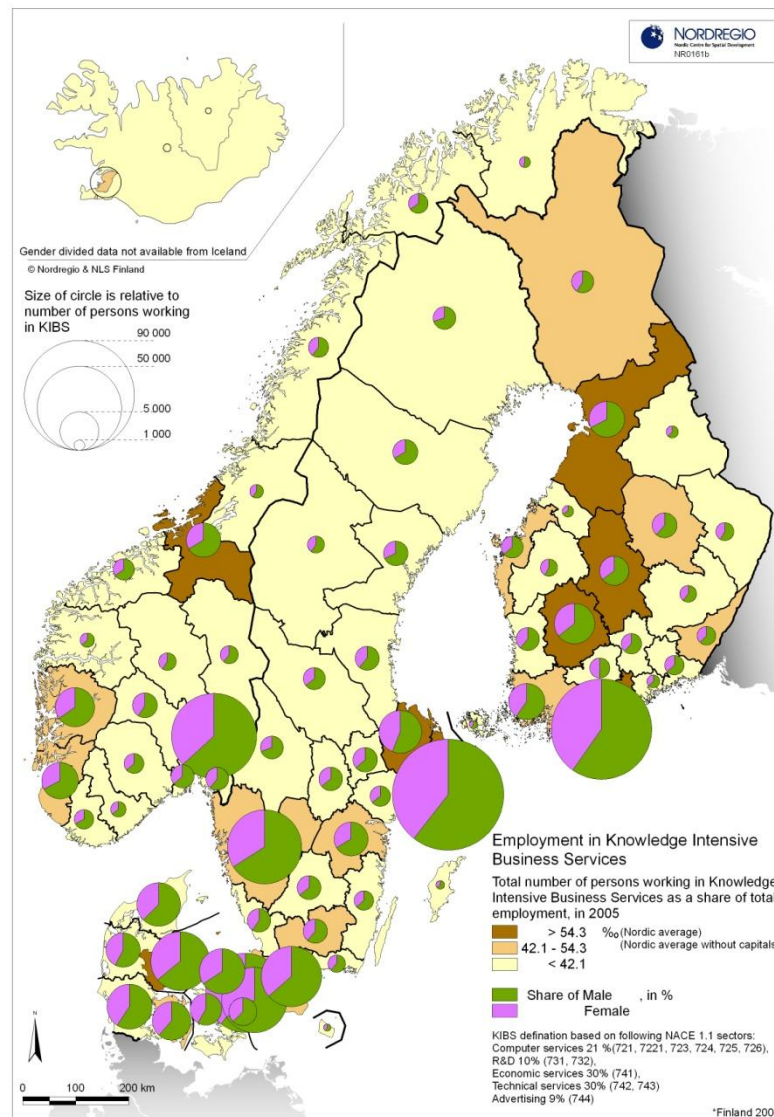 NORDREGIO
Nordic Centre for Spatial Development
NR0161b
Gender divided data not available from Iceland
© Nordregio & NLS Finland
Size of circle is relative to
number of persons working
in KIBS
90 000
50 000
5 000
1 000
Employment in Knowledge Intensive
Business Services
Total number of persons working in Knowledge
Intensive Business Services as a share of total
employment, in 2005
> 54.3 ‰ (Nordic average)
42.1 - 54.3 (Nordic average without capitals
< 42.1
Share of Male , in %
Female
KIBS defination based on following NACE 1.1 sectors:
Computer services 21 %(721, 7221, 723, 724, 725, 726),
R&D 10% (731, 732),
Economic services 30% (741),
Technical services 30% (742, 743)
Advertising 9% (744)
*Finland 200
N
0 100 200 km